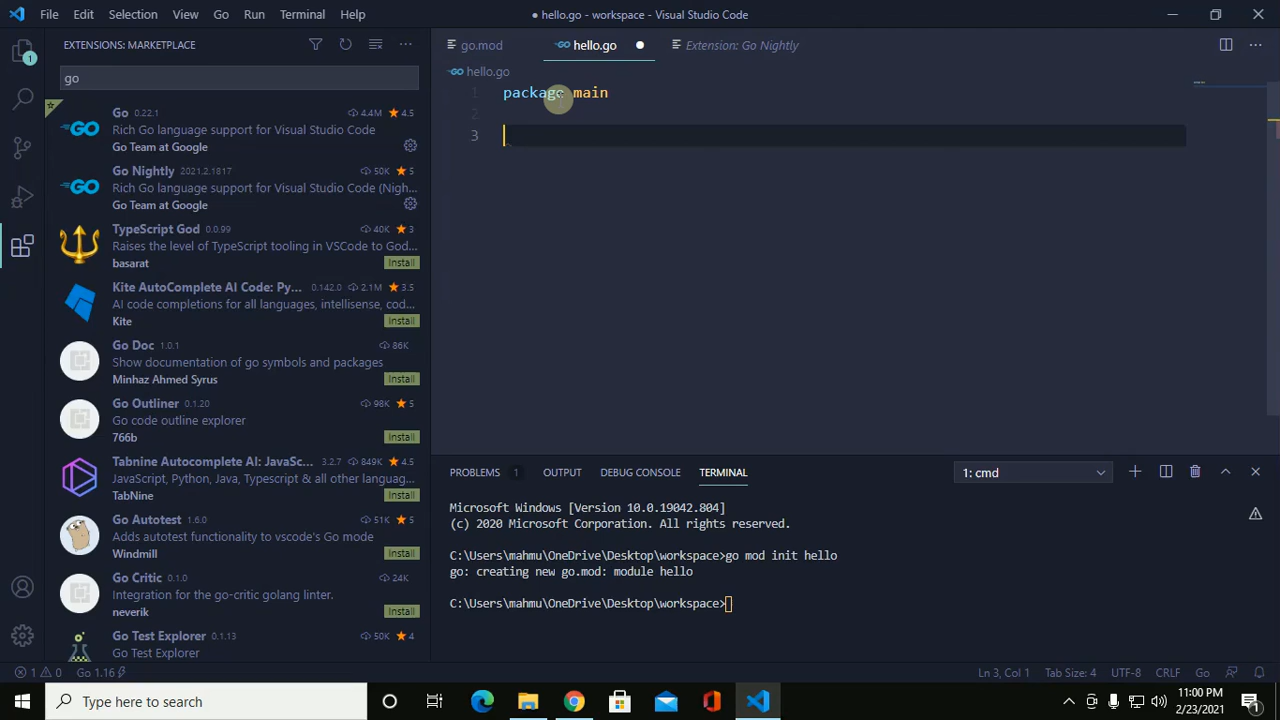 File Edit Selection View Go Run Terminal Help
● hello.go - workspace - Visual Studio Code
EXTENSIONS: MARKETPLACE
go.mod
hello.go
Extension: Go Nightly
1
go
hello.go
1 package main
2
3
Go 0.22.1 4.4M 4.5
Rich Go language support for Visual Studio Code
Go Team at Google
Go Nightly 2021.2.1817 50K 5
Rich Go language support for Visual Studio Code (Nigh...
Go Team at Google
TypeScript God 0.0.99 40K 3
Raises the level of TypeScript tooling in VSCode to God...
basarat Install
Kite AutoComplete AI Code: Py... 0.142.0 2.1M 3.5
AI code completions for all languages, intellisense, cod...
Kite Install
Go Doc 1.0.1 86K
Show documentation of go symbols and packages
Minhaz Ahmed Syrus Install
Go Outliner 0.1.20 98K 5
Go code outline explorer
766b Install
Tabnine Autocomplete AI: JavaSc... 3.2.7 849K 4.5
JavaScript, Python, Java, Typescript & all other languag...
TabNine Install
Go Autotest 1.6.0 51K 5
Adds autotest functionality to vscode's Go mode
Windmill Install
Go Critic 0.1.0 24K
Integration for the go-critic golang linter.
neverik Install
Go Test Explorer 0.1.13 50K 4
Go Test Explorer
PROBLEMS 1 OUTPUT DEBUG CONSOLE TERMINAL 1: cmd
Microsoft Windows [Version 10.0.19042.804]
(c) 2020 Microsoft Corporation. All rights reserved.
C:\Users\mahmu\OneDrive\Desktop\workspace>go mod init hello
go: creating new go.mod: module hello
C:\Users\mahmu\OneDrive\Desktop\workspace>
1 0 Go 1.16 Ln 3, Col 1 Tab Size: 4 UTF-8 CRLF Go
Type here to search
11:00 PM
2/23/2021
1